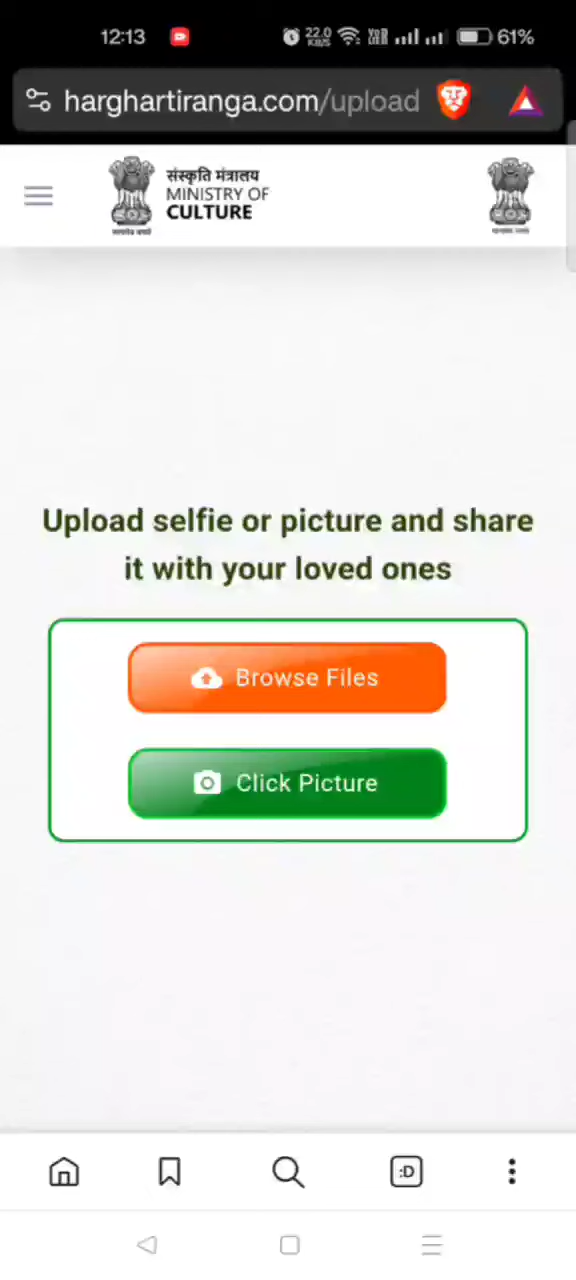 12:13
22.0
KB/S
61%
harghartiranga.com/upload
संस्कृति मंत्रालय
MINISTRY OF
CULTURE
Upload selfie or picture and share
it with your loved ones
Browse Files
Click Picture
:D